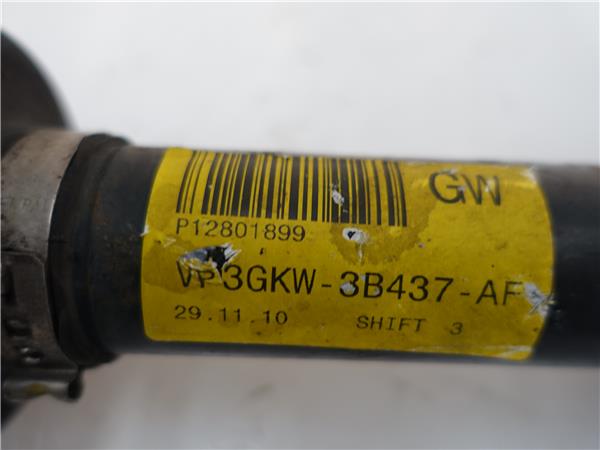 GW
P12801899
VP3GKW-3B437-AF
29.11.10 SHIFT 3